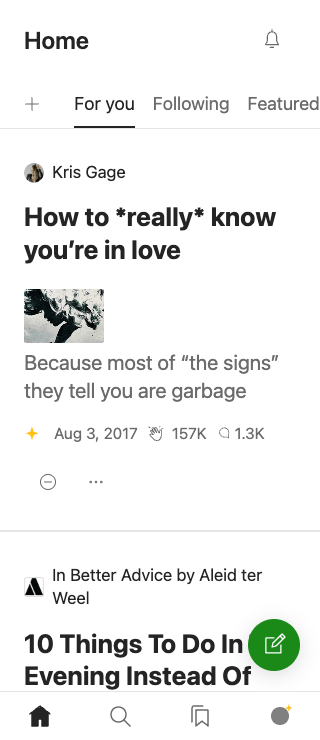 Home
For you Following Featured
Kris Gage
How to *really* know
you’re in love
Because most of “the signs”
they tell you are garbage
Aug 3, 2017 157K 1.3K
In Better Advice by Aleid ter
Weel
10 Things To Do In
Evening Instead Of